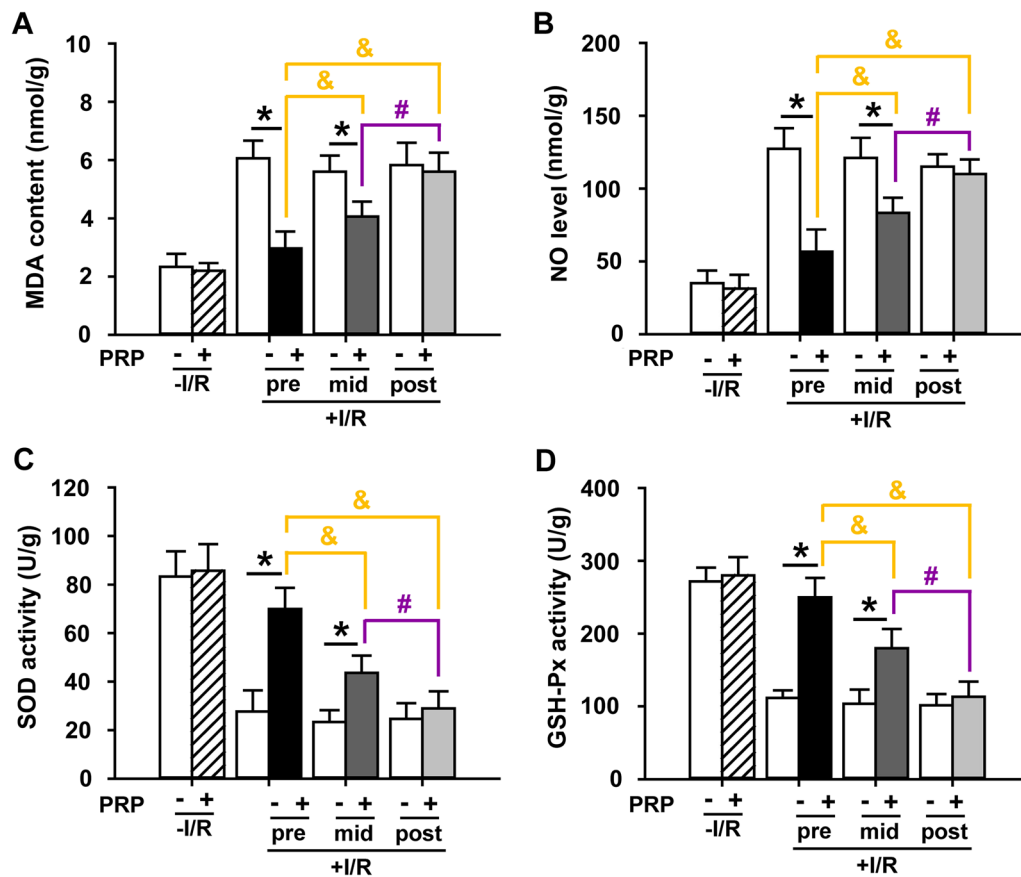 A
MDA content (nmol/g)
10
8
6
4
2
0
&
&
*
*
#
PRP - + - + - + - +
-I/R pre mid post
+I/R
B
NO level (nmol/g)
200
150
100
50
0
&
&
*
*
#
PRP - + - + - + - +
-I/R pre mid post
+I/R
C
SOD activity (U/g)
120
100
80
60
40
20
0
&
&
*
*
#
PRP - + - + - + - +
-I/R pre mid post
+I/R
D
GSH-Px activity (U/g)
400
300
200
100
0
&
&
*
*
#
PRP - + - + - + - +
-I/R pre mid post
+I/R